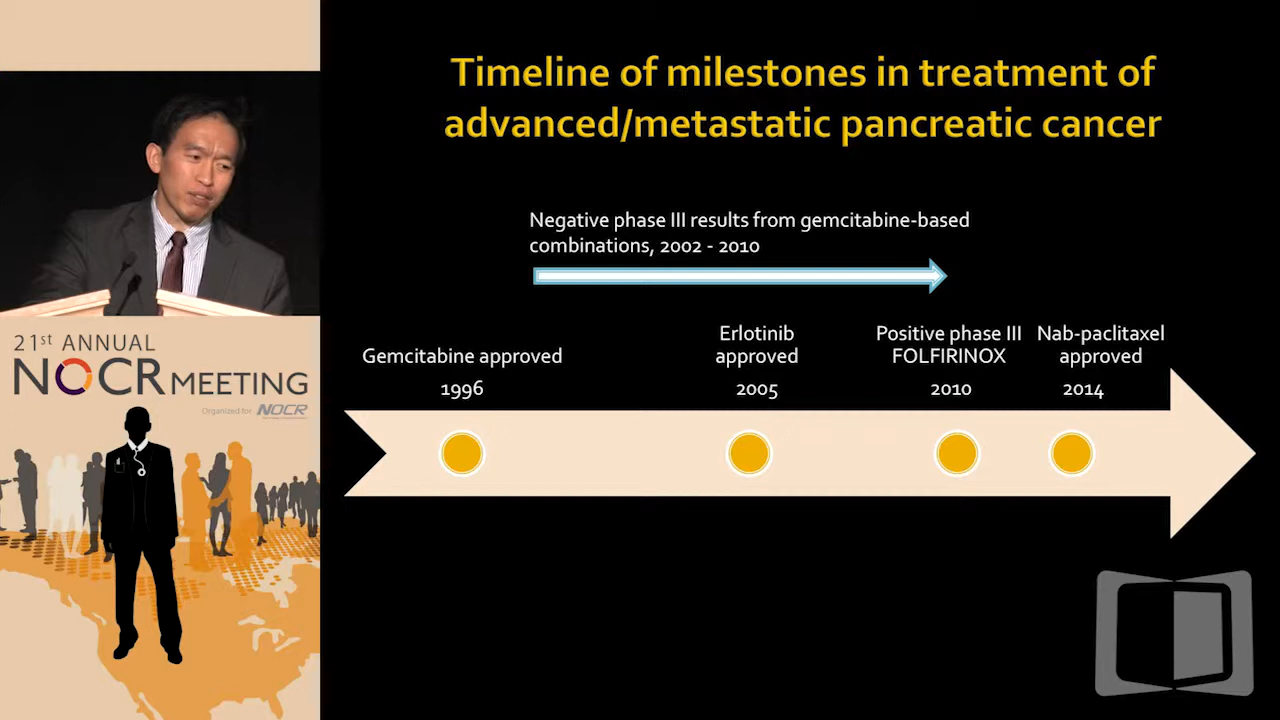 Timeline of milestones in treatment of
advanced/metastatic pancreatic cancer
Negative phase III results from gemcitabine-based
combinations, 2002 - 2010
Gemcitabine approved
1996
Erlotinib
approved
2005
Positive phase III
FOLFIRINOX
2010
Nab-paclitaxel
approved
2014
21st ANNUAL
NOCR MEETING
Organized for NOCR